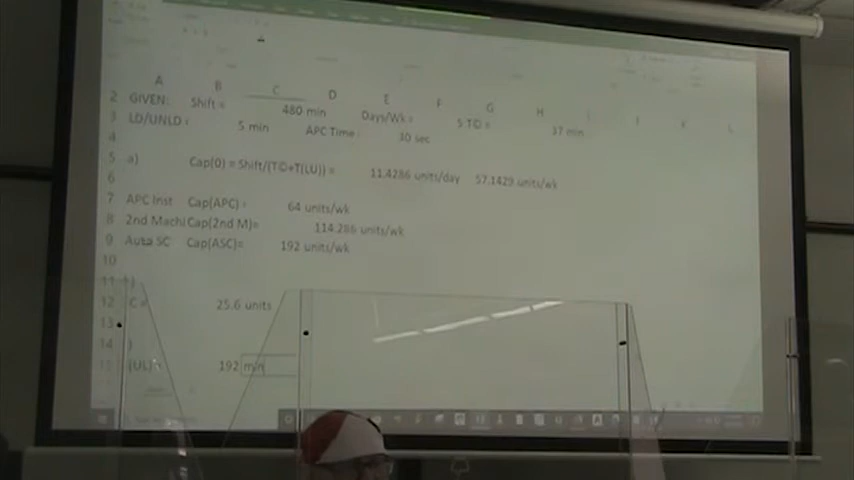 A B C D E F G H I J K L
2 GIVEN: Shift = 480 min Days/Wk = 5 T© = 37 min
3 LD/UNLD = 5 min APC Time = 30 sec
4
5 a) Cap(0) = Shift/(T©+T(LU)) = 11.4286 units/day 57.1429 units/wk
6
7 APC Inst Cap(APC) = 64 units/wk
8 2nd Machi Cap(2nd M)= 114.286 units/wk
9 Auto SC Cap(ASC)= 192 units/wk
10
11 )
12 C = 25.6 units
13
14 )
15 (UL) = 192 min